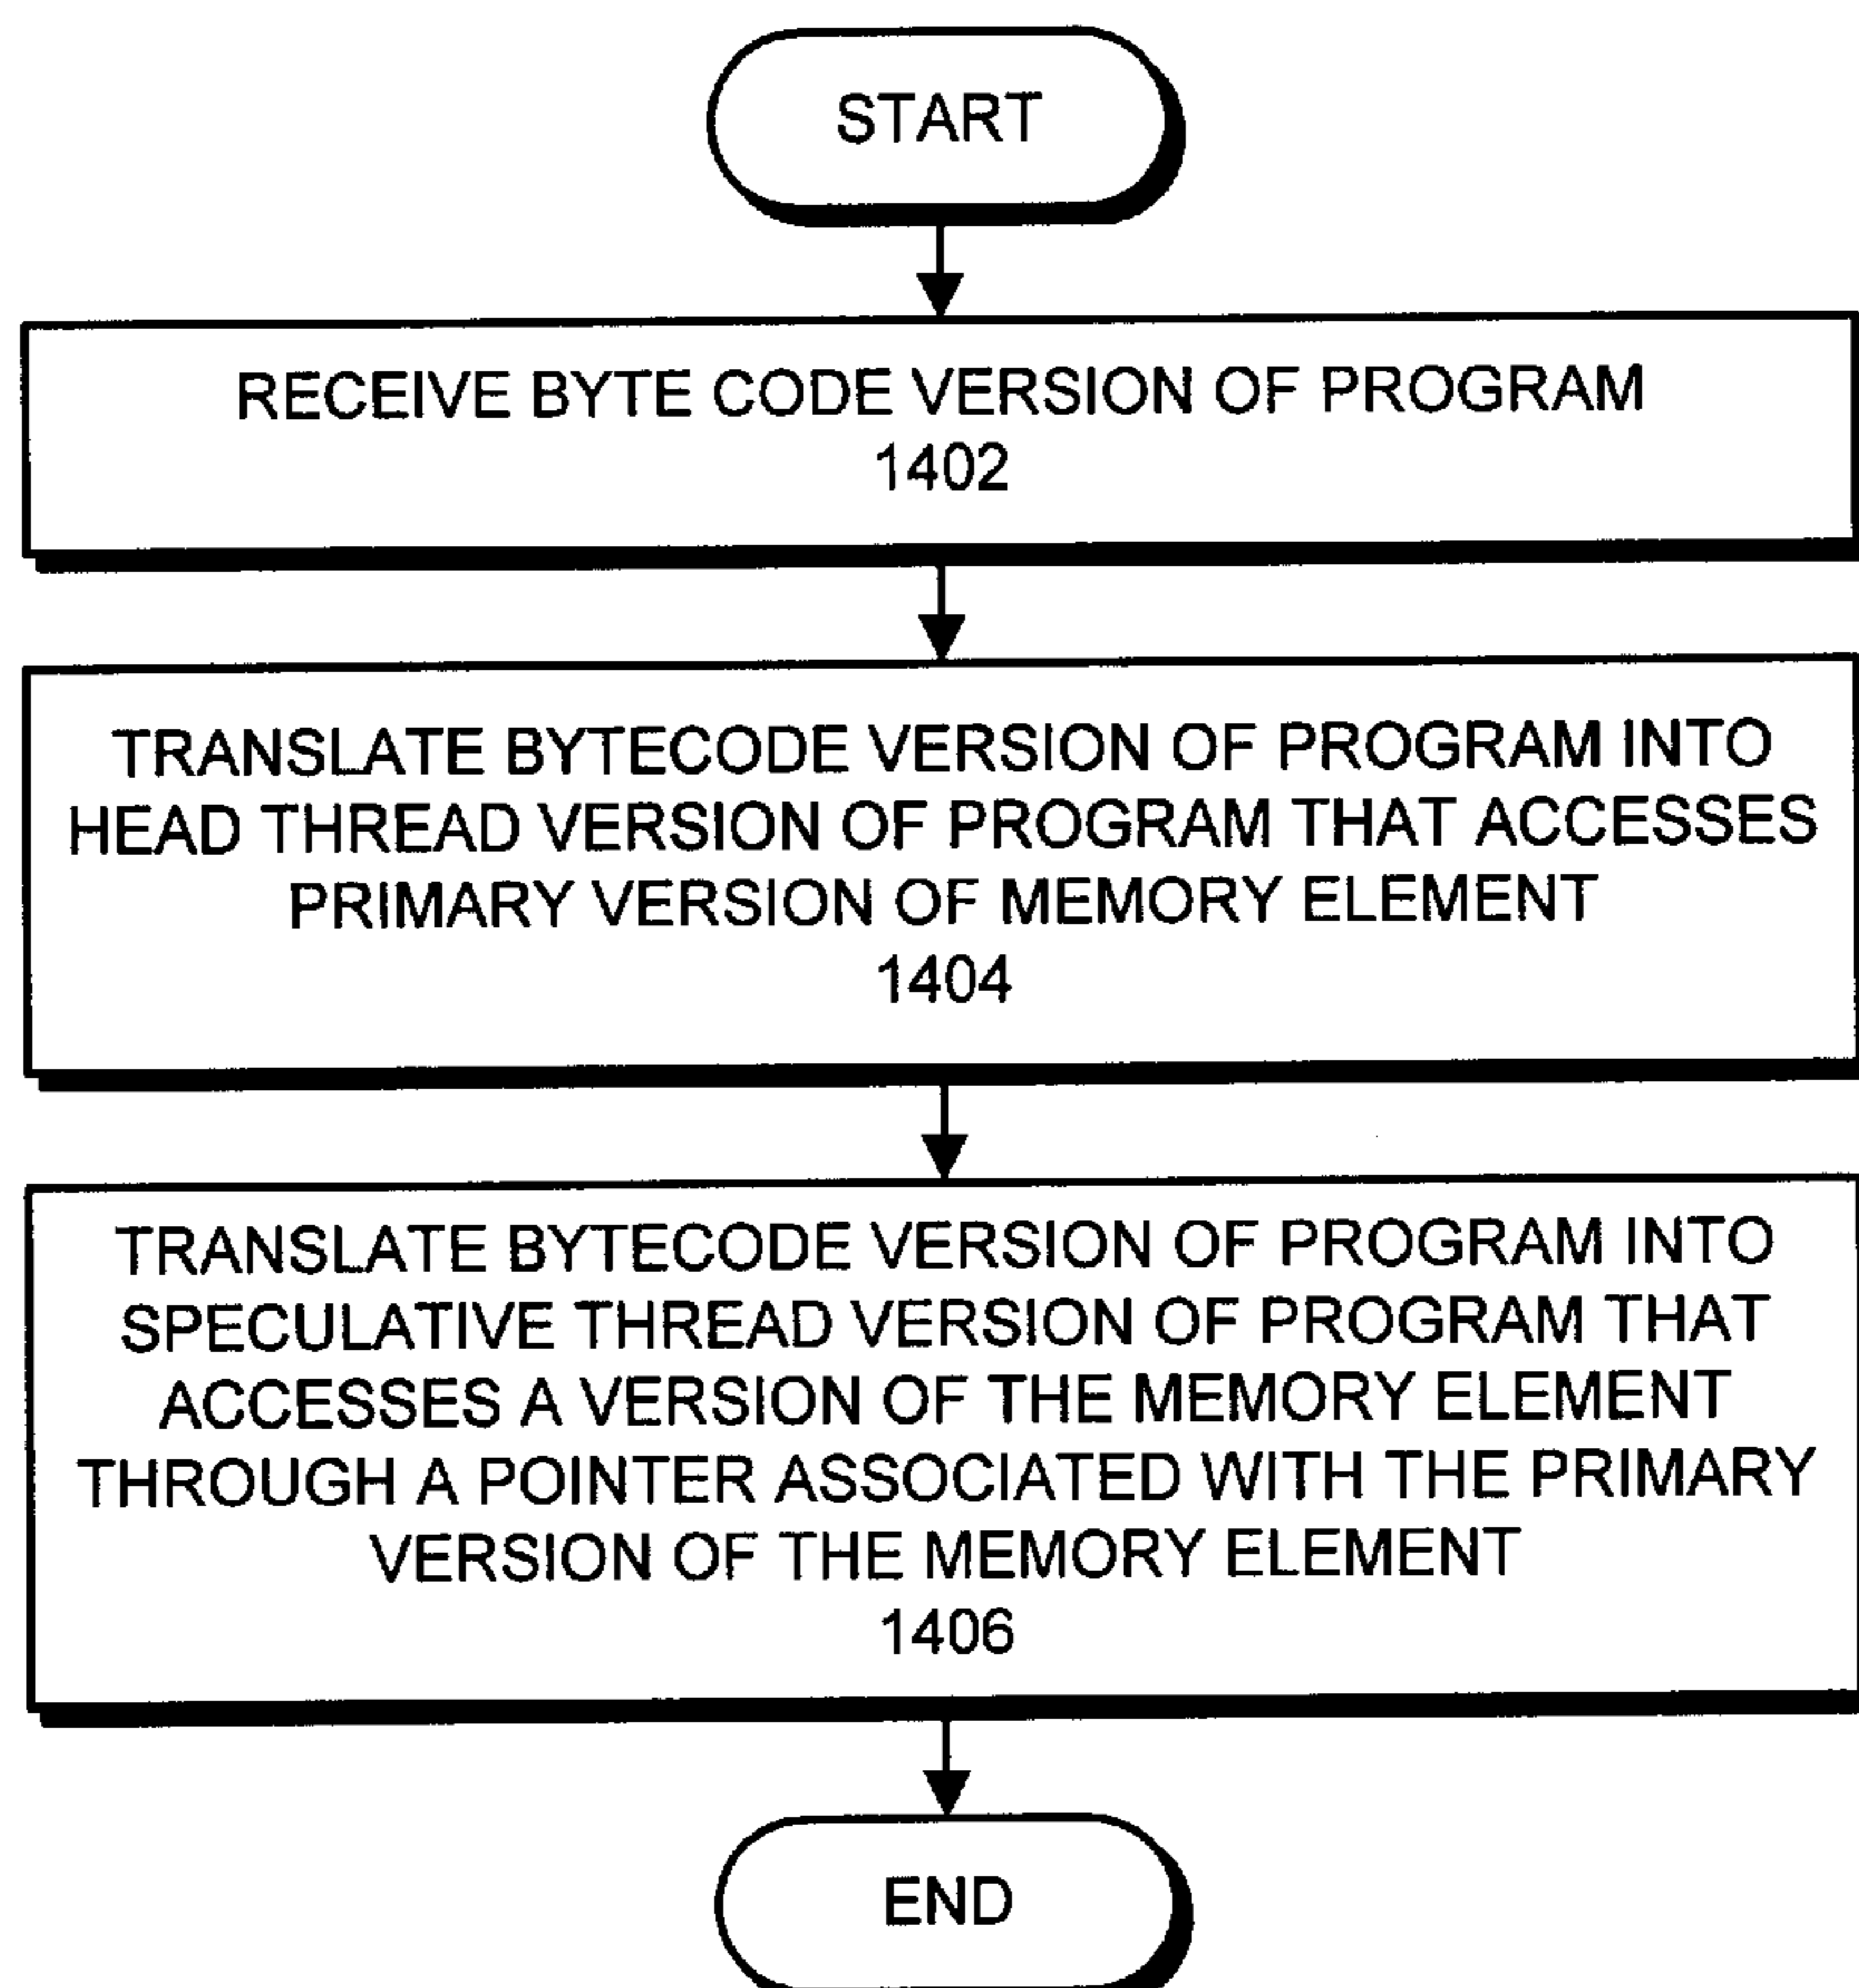 START
RECEIVE BYTE CODE VERSION OF PROGRAM
1402
TRANSLATE BYTECODE VERSION OF PROGRAM INTO
HEAD THREAD VERSION OF PROGRAM THAT ACCESSES
PRIMARY VERSION OF MEMORY ELEMENT
1404
TRANSLATE BYTECODE VERSION OF PROGRAM INTO
SPECULATIVE THREAD VERSION OF PROGRAM THAT
ACCESSES A VERSION OF THE MEMORY ELEMENT
THROUGH A POINTER ASSOCIATED WITH THE PRIMARY
VERSION OF THE MEMORY ELEMENT
1406
END